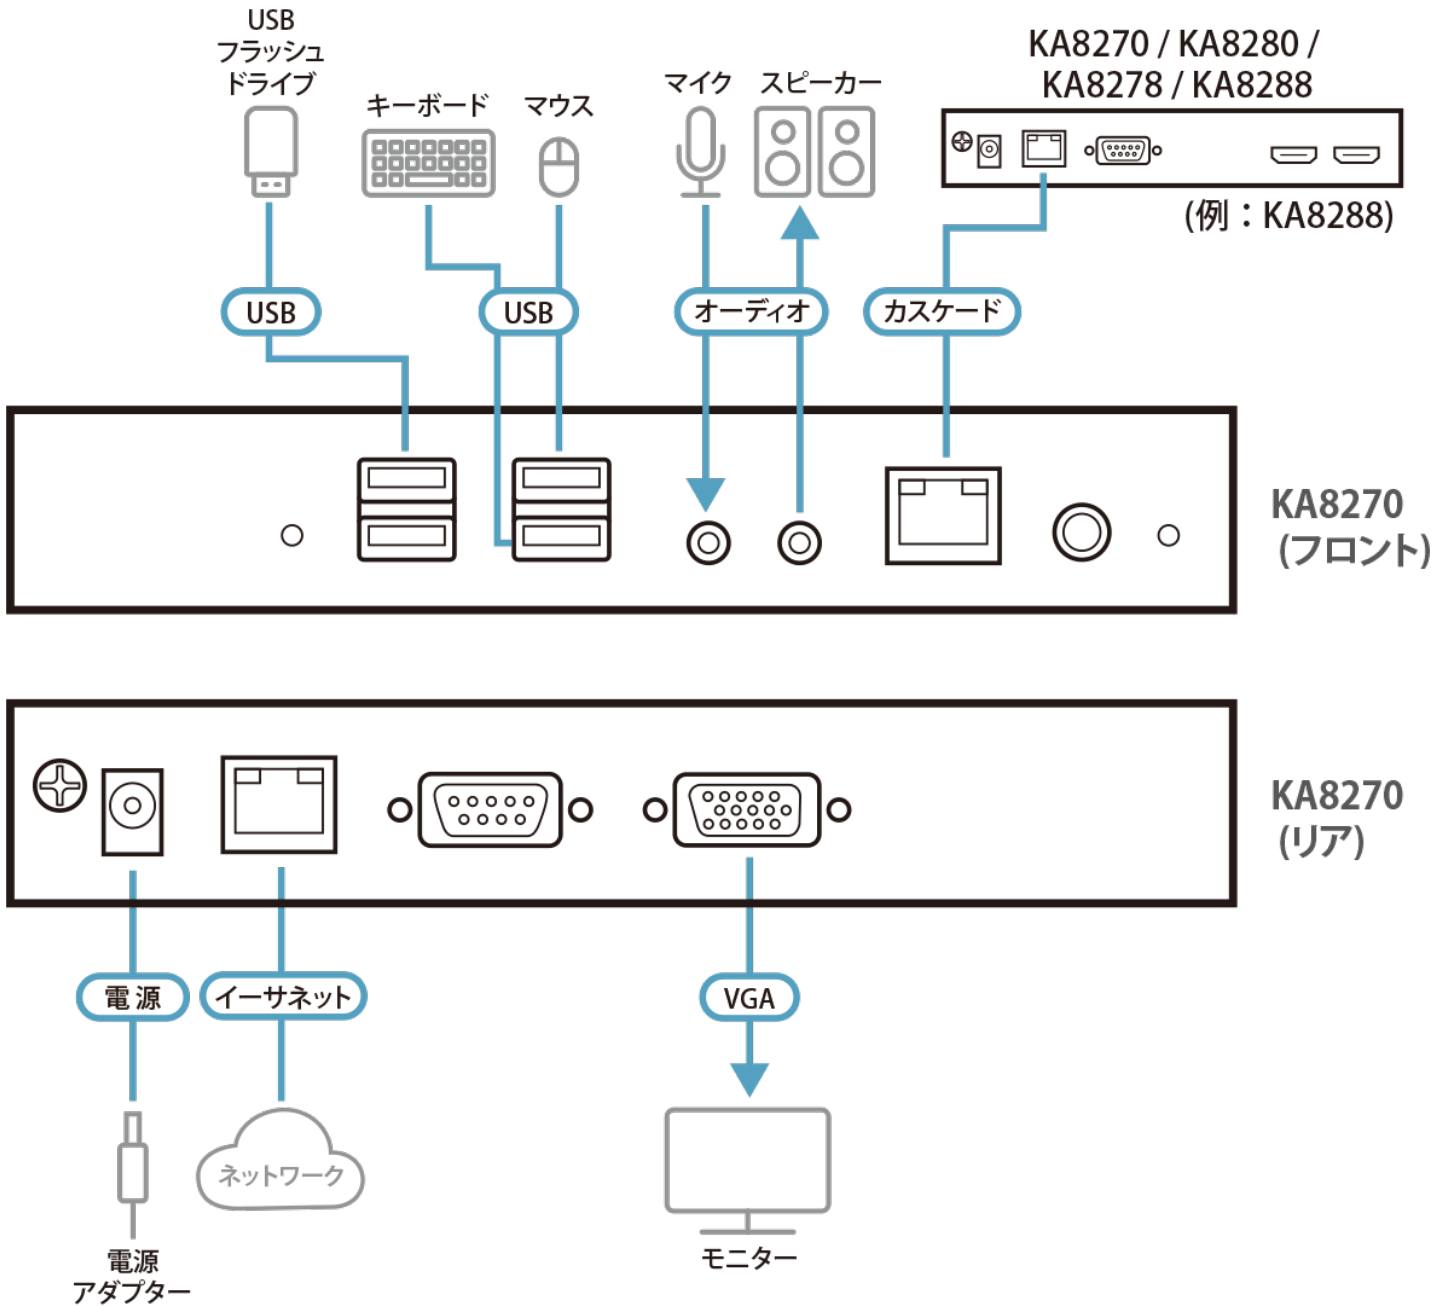 USB
フラッシュ
ドライブ
キーボード
マウス
マイク
スピーカー
KA8270 / KA8280 /
KA8278 / KA8288
(例：KA8288)
USB
USB
オーディオ
カスケード
KA8270
(フロント)
KA8270
(リア)
電源
イーサネット
VGA
ネットワーク
電源
アダプター
モニター